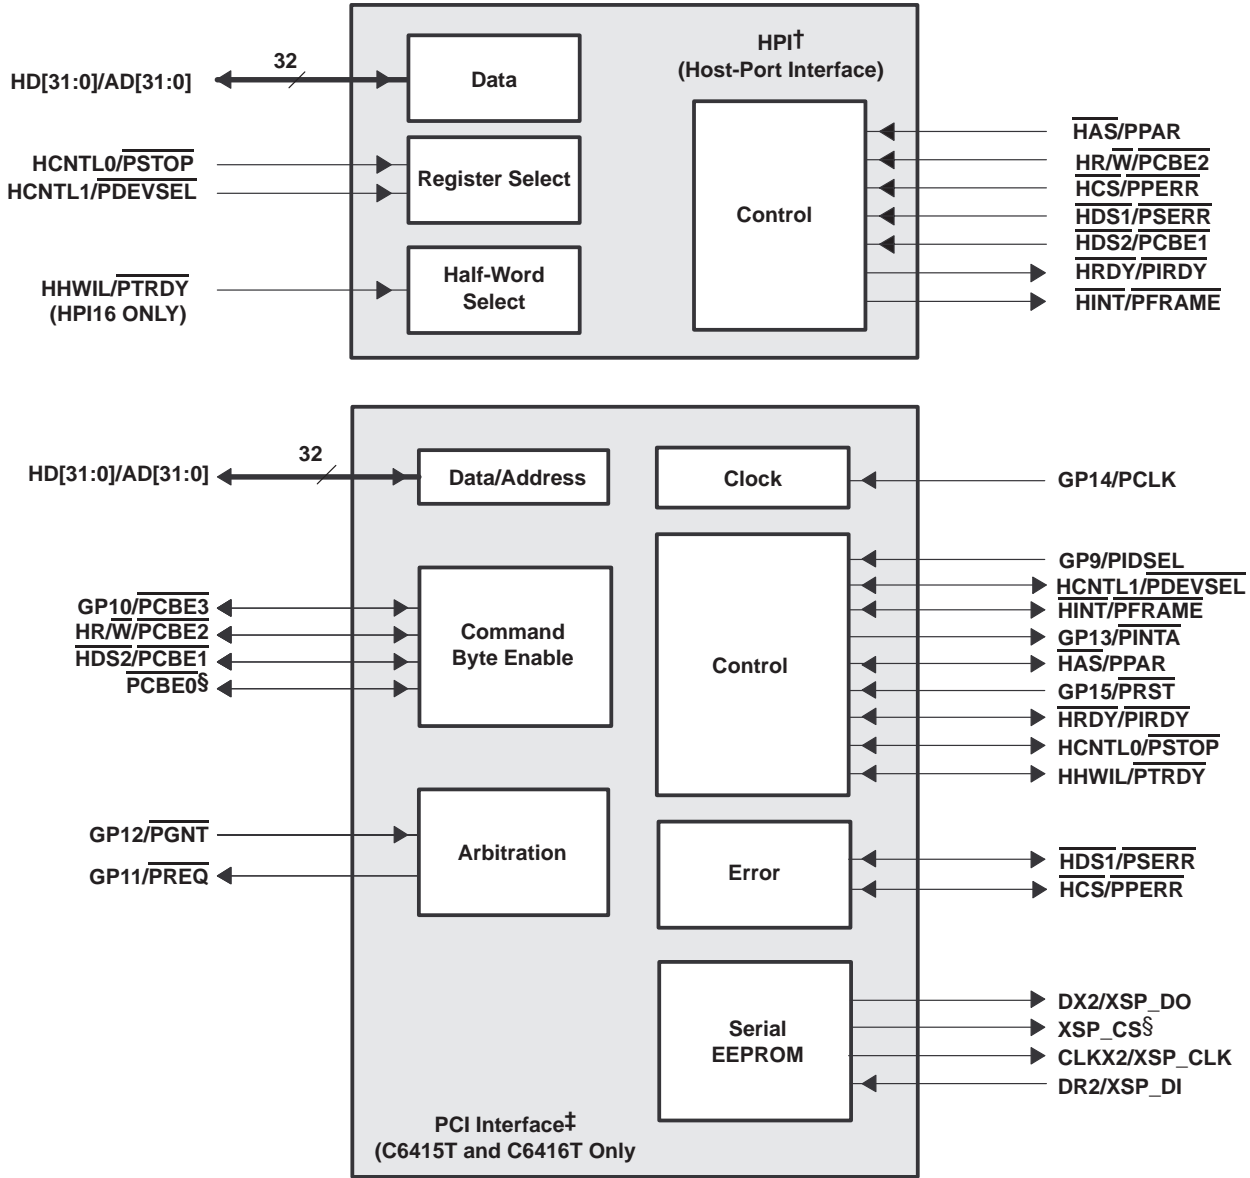 HPI†
(Host-Port Interface)
32
HD[31:0]/AD[31:0]
Data
HCNTL0/PSTOP
HCNTL1/PDEVSEL
Register Select
HHWIL/PTRDY
(HPI16 ONLY)
Half-Word
Select
Control
HAS/PPAR
HR/W/PCBE2
HCS/PPERR
HDS1/PSERR
HDS2/PCBE1
HRDY/PIRDY
HINT/PFRAME
32
HD[31:0]/AD[31:0]
Data/Address
Clock
GP14/PCLK
GP10/PCBE3
HR/W/PCBE2
HDS2/PCBE1
PCBE0§
Command
Byte Enable
Control
GP9/PIDSEL
HCNTL1/PDEVSEL
HINT/PFRAME
GP13/PINTA
HAS/PPAR
GP15/PRST
HRDY/PIRDY
HCNTL0/PSTOP
HHWIL/PTRDY
GP12/PGNT
GP11/PREQ
Arbitration
Error
HDS1/PSERR
HCS/PPERR
Serial
EEPROM
DX2/XSP_DO
XSP_CS§
CLKX2/XSP_CLK
DR2/XSP_DI
PCI Interface‡
(C6415T and C6416T Only